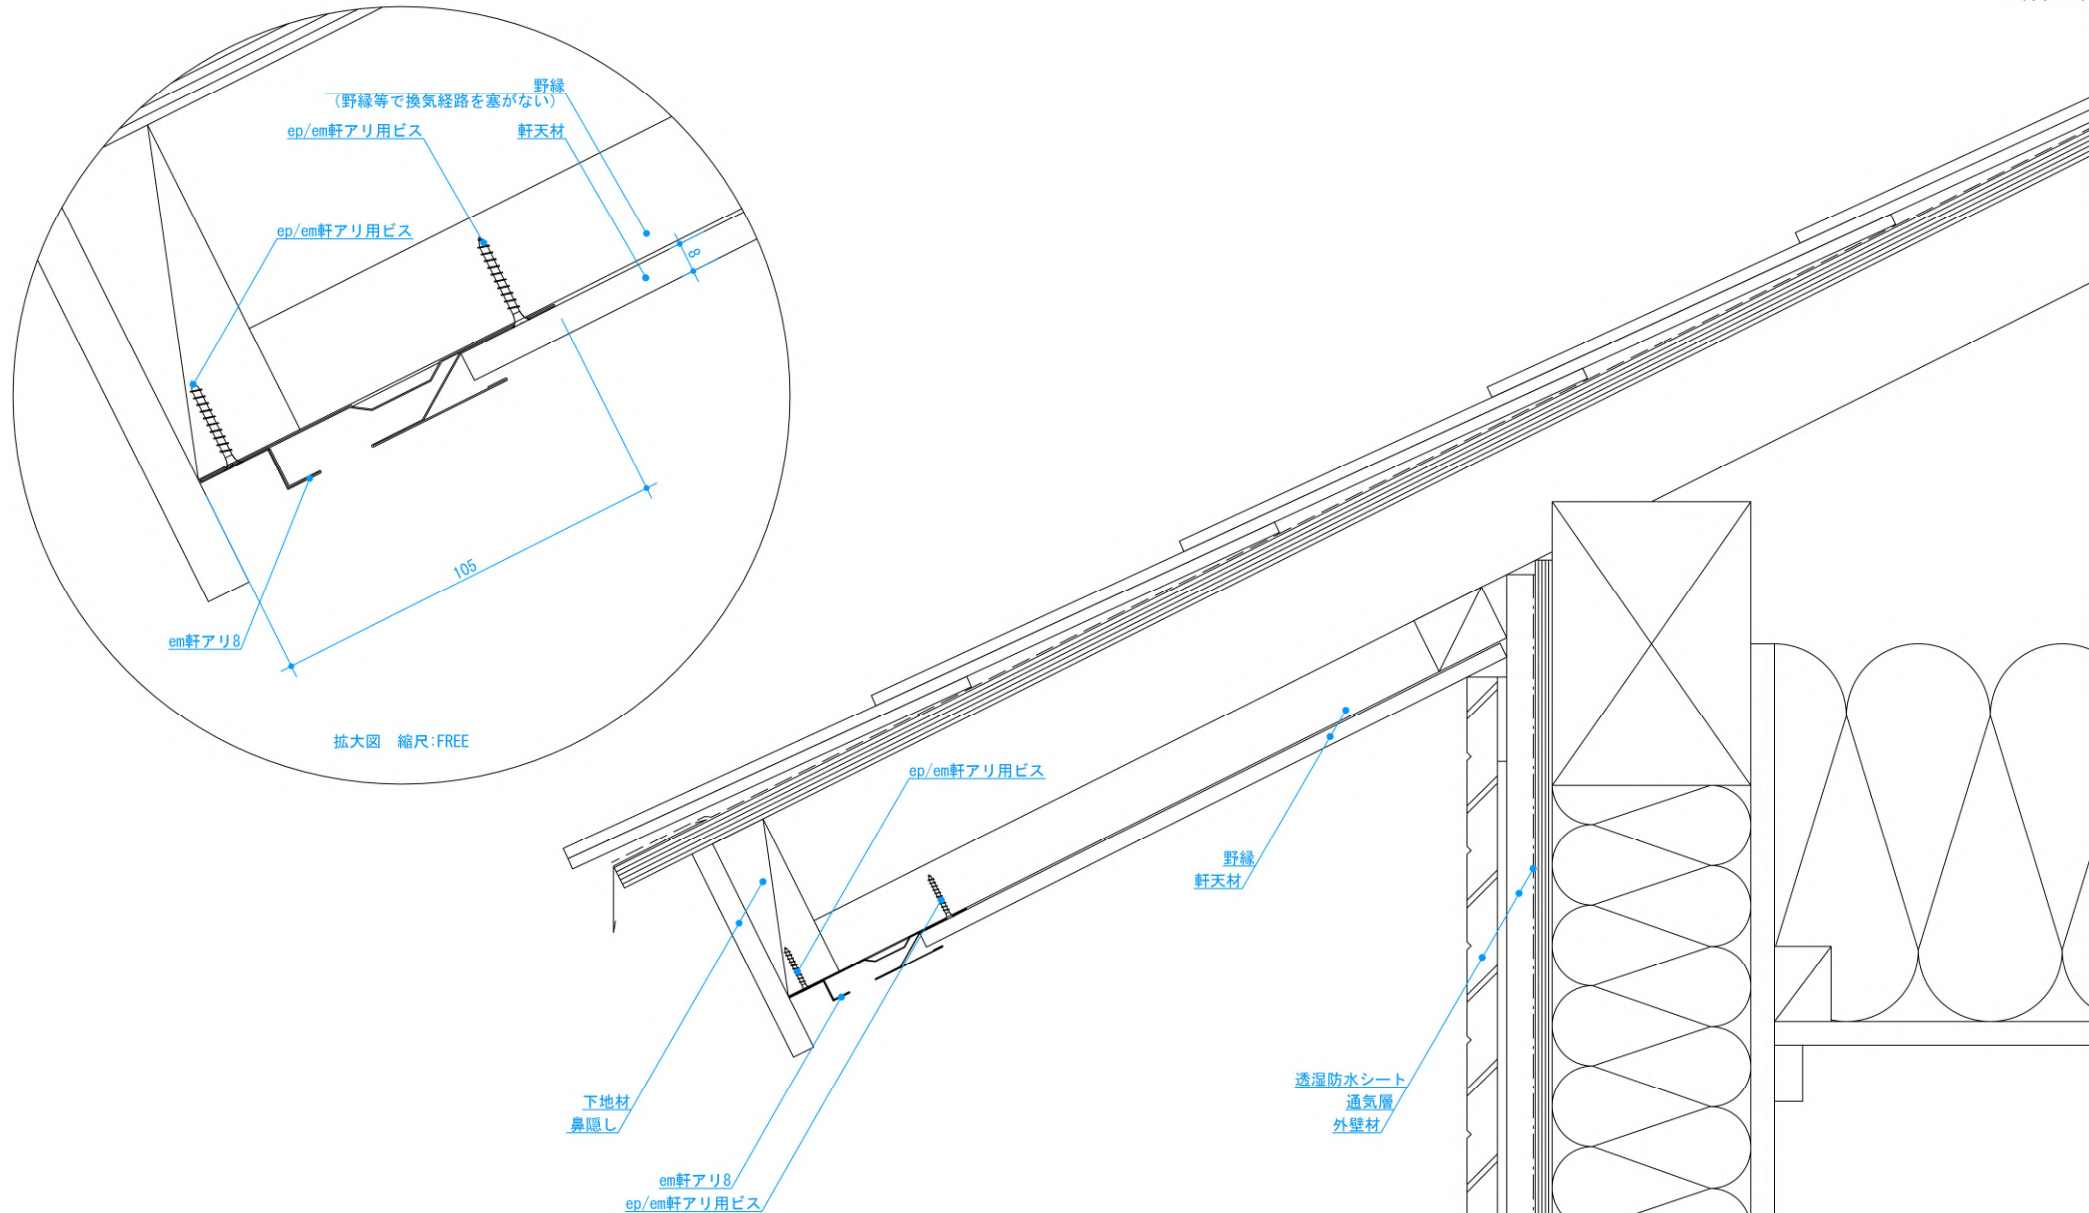 野縁
（野縁等で換気経路を塞がない）
ep/em軒アリ用ビス
軒天材
ep/em軒アリ用ビス
8
105
em軒アリ8
拡大図　縮尺:FREE
ep/em軒アリ用ビス
野縁
軒天材
下地材
鼻隠し
透湿防水シート
通気層
外壁材
em軒アリ8
ep/em軒アリ用ビス